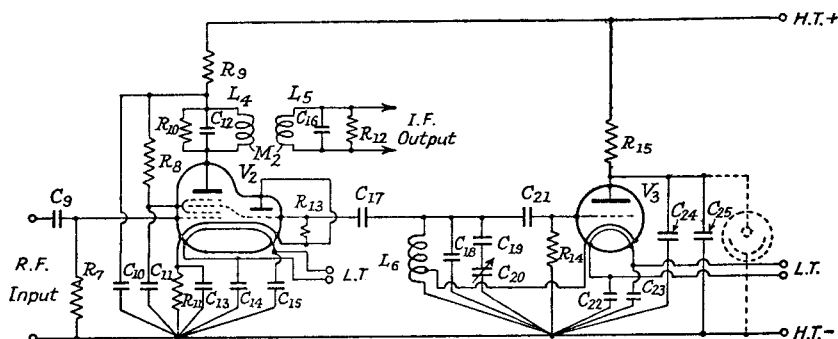 H.T.+
R9
L4
L5
R10
C12
C16
R12
I.F.
Output
M2
R8
V2
R15
V3
C9
R13
C17
C21
C24
C25
R.F.
Input
R7
C10
C11
R11
C13
C14
C15
L.T
L6
C18
C19
C20
R14
C22
C23
L.T.
H.T.-